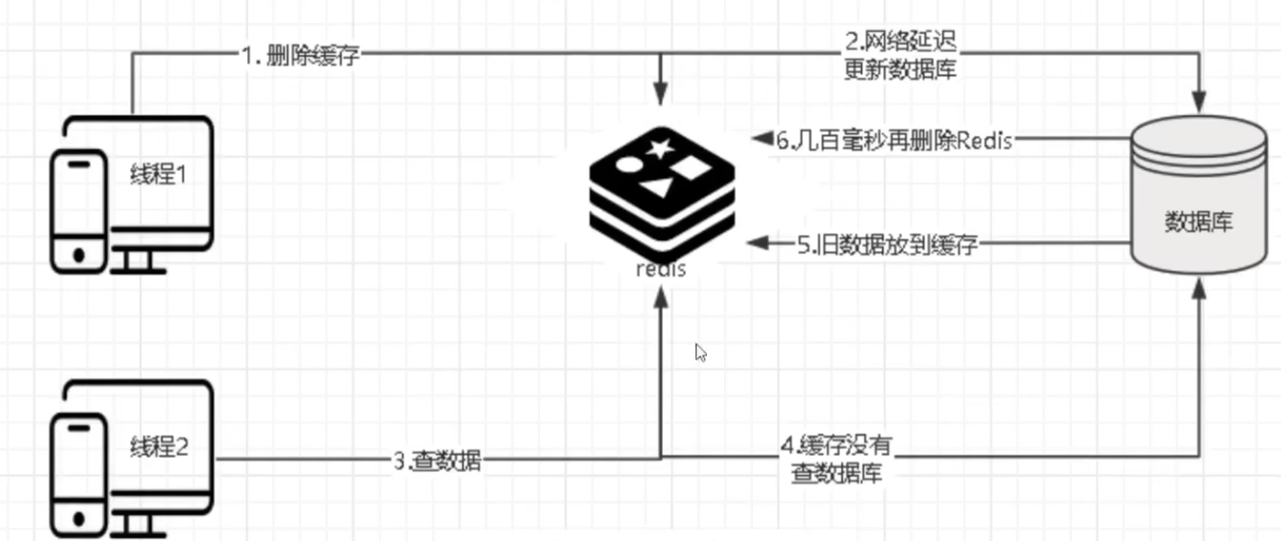 1. 删除缓存
2.网络延迟
更新数据库
线程1
6.几百毫秒再删除Redis
数据库
5.旧数据放到缓存
redis
线程2
3.查数据
4.缓存没有
查数据库